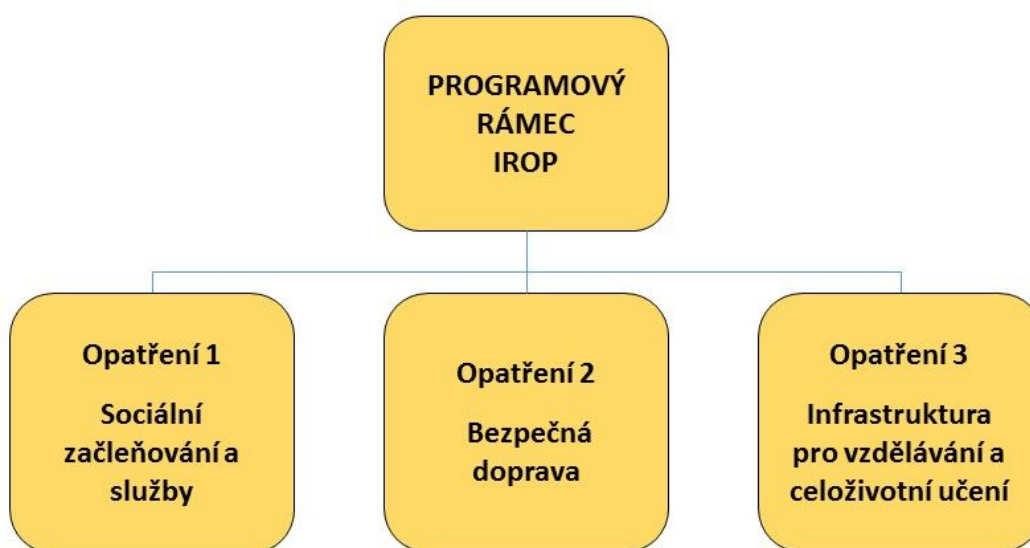 PROGRAMOVÝ
RÁMEC
IROP
Opatření 1
Sociální
začleňování a
služby
Opatření 2
Bezpečná
doprava
Opatření 3
Infrastruktura
pro vzdělávání a
celoživotní učení